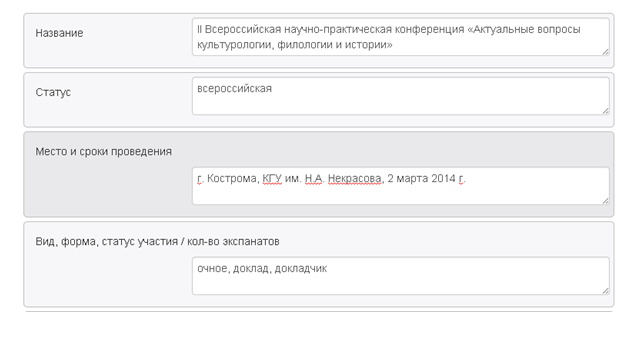 Название
II Всероссийская научно-практическая конференция «Актуальные вопросы
культурологии, филологии и истории»
Статус
всероссийская
Место и сроки проведения
г. Кострома, КГУ им. Н.А. Некрасова, 2 марта 2014 г.
Вид, форма, статус участия / кол-во экспанатов
очное, доклад, докладчик